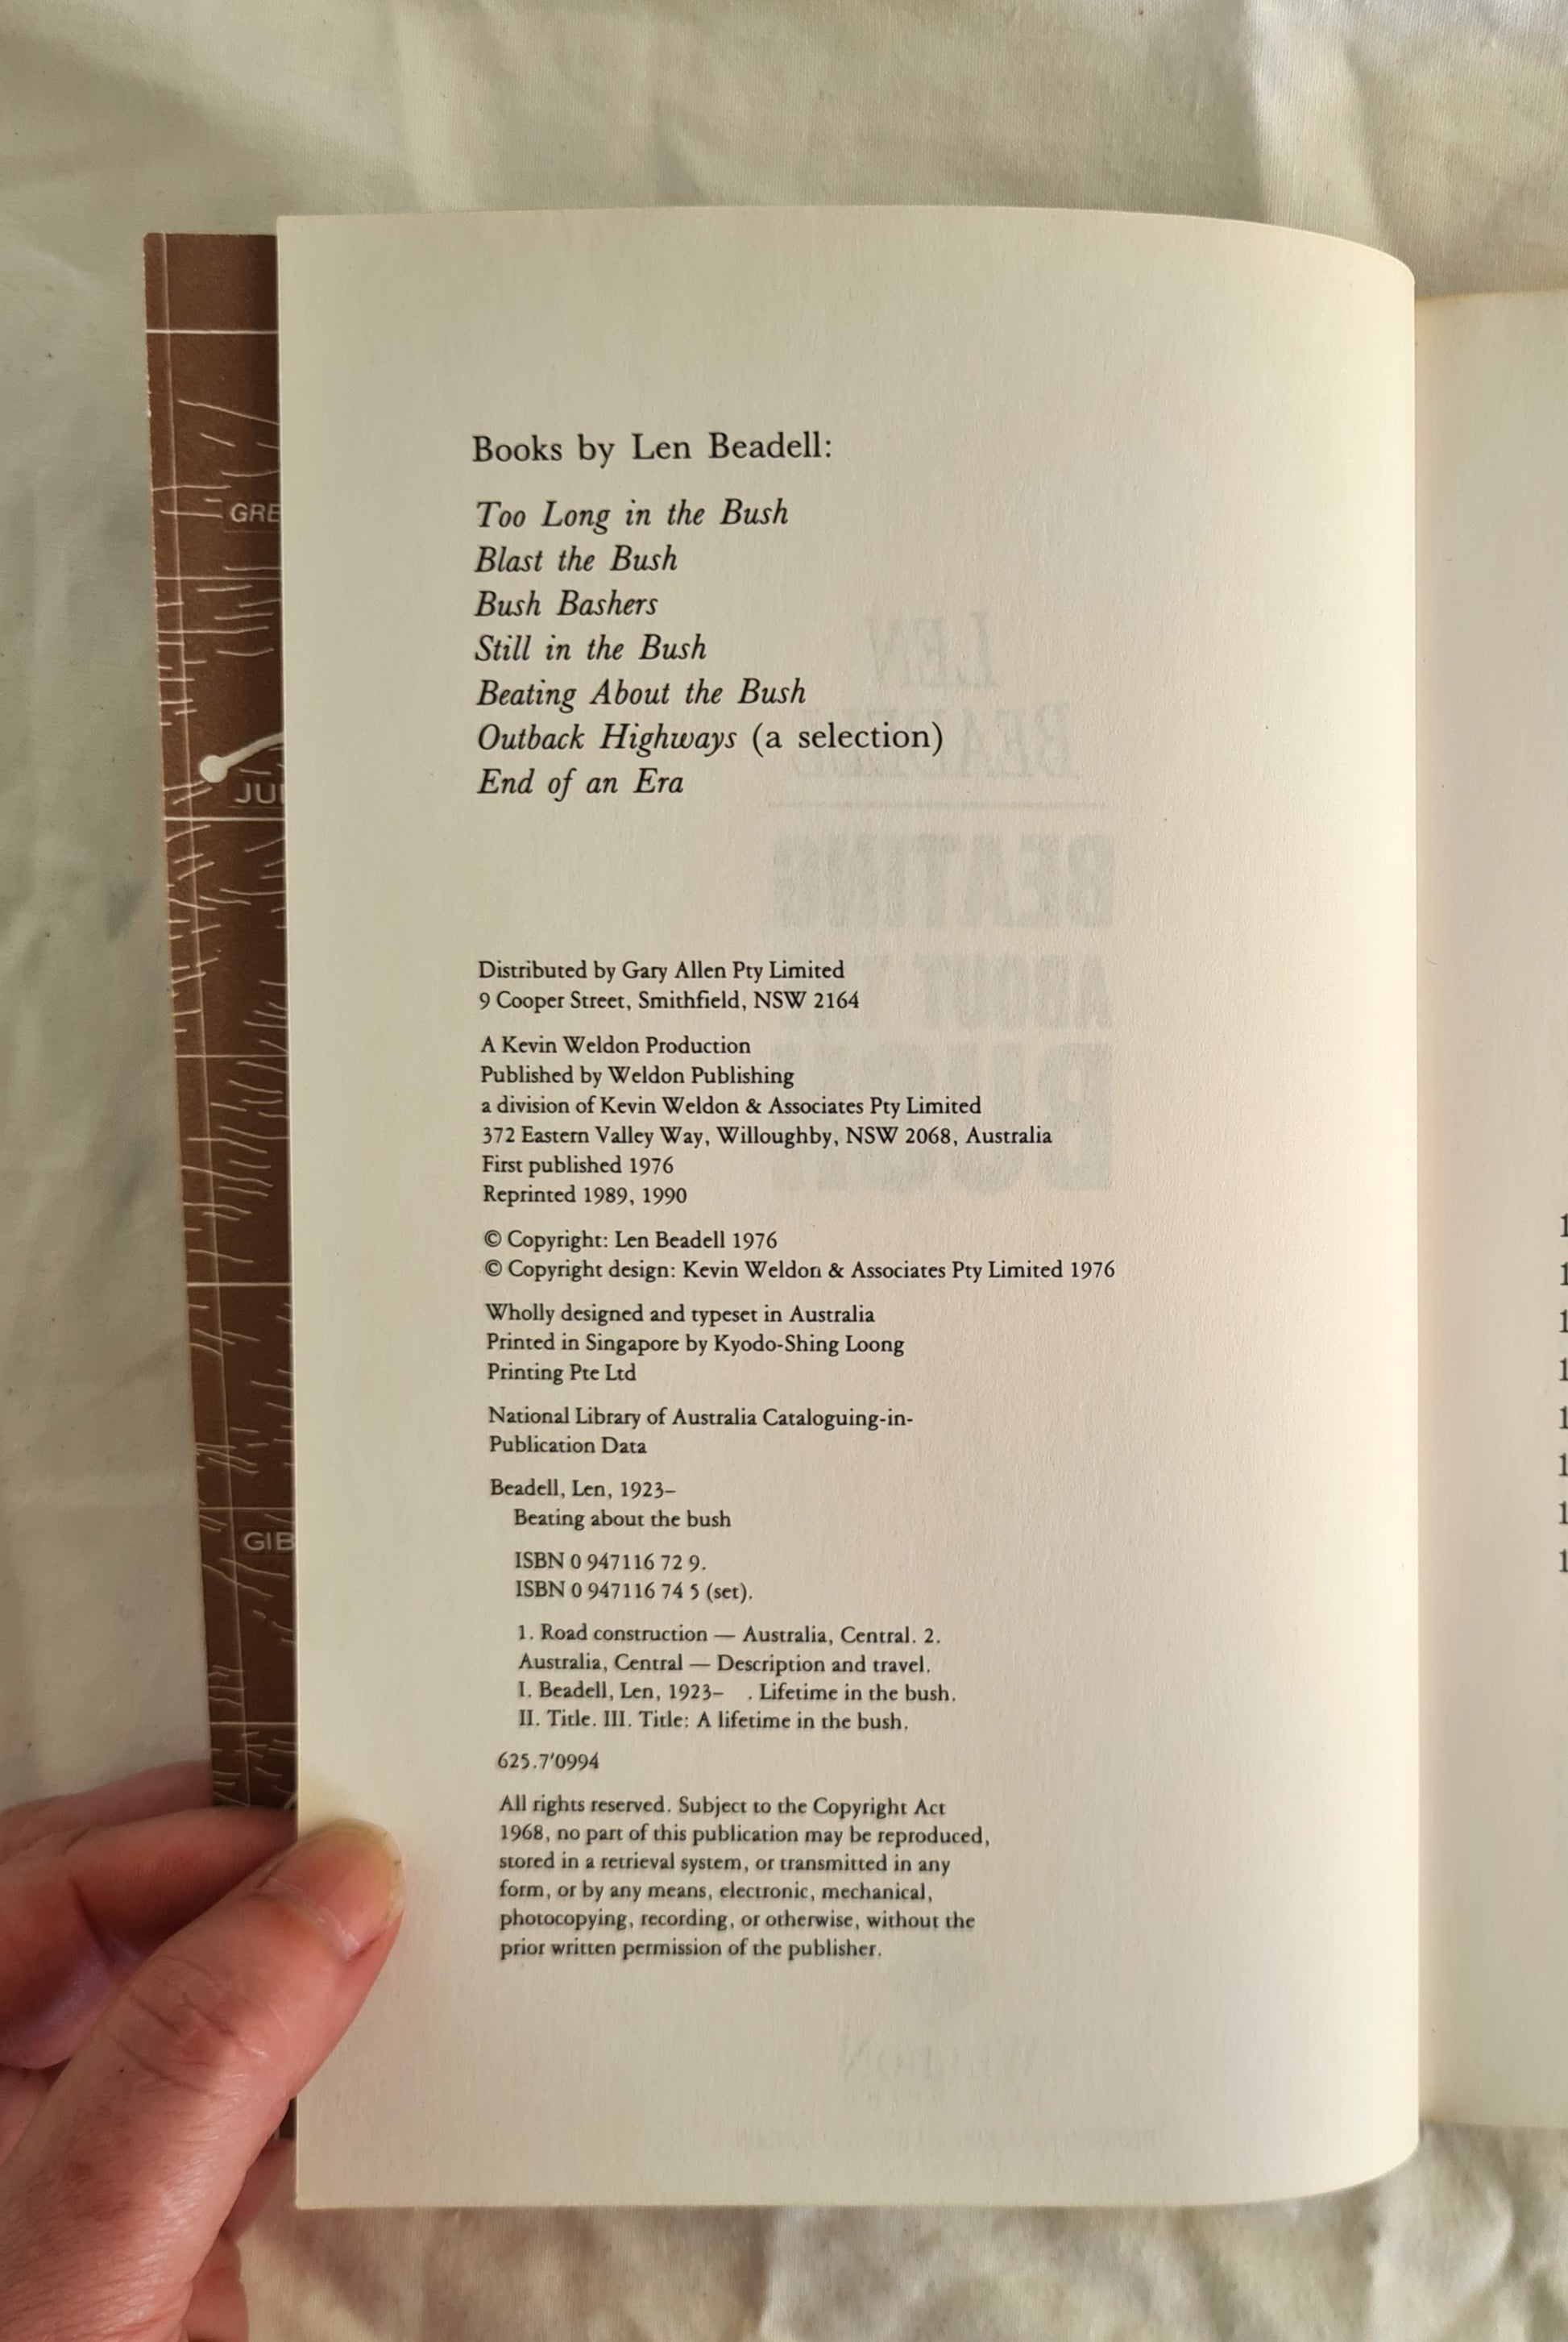 Books by Len Beadell:
Too Long in the Bush
Blast the Bush
Bush Bashers
Still in the Bush
Beating About the Bush
Outback Highways (a selection)
End of an Era
Distributed by Gary Allen Pty Limited
9 Cooper Street, Smithfield, NSW 2164
A Kevin Weldon Production
Published by Weldon Publishing
a division of Kevin Weldon & Associates Pty Limited
372 Eastern Valley Way, Willoughby, NSW 2068, Australia
First published 1976
Reprinted 1989, 1990
© Copyright: Len Beadell 1976
© Copyright design: Kevin Weldon & Associates Pty Limited 1976
Wholly designed and typeset in Australia
Printed in Singapore by Kyodo-Shing Loong
Printing Pte Ltd
National Library of Australia Cataloguing-in-
Publication Data
Beadell, Len, 1923–
Beating about the bush
ISBN 0 947116 72 9.
ISBN 0 947116 74 5 (set).
1. Road construction — Australia, Central. 2.
Australia, Central — Description and travel.
I. Beadell, Len, 1923–   . Lifetime in the bush.
II. Title. III. Title: A lifetime in the bush.
625.7'0994
All rights reserved. Subject to the Copyright Act
1968, no part of this publication may be reproduced,
stored in a retrieval system, or transmitted in any
form, or by any means, electronic, mechanical,
photocopying, recording, or otherwise, without the
prior written permission of the publisher.